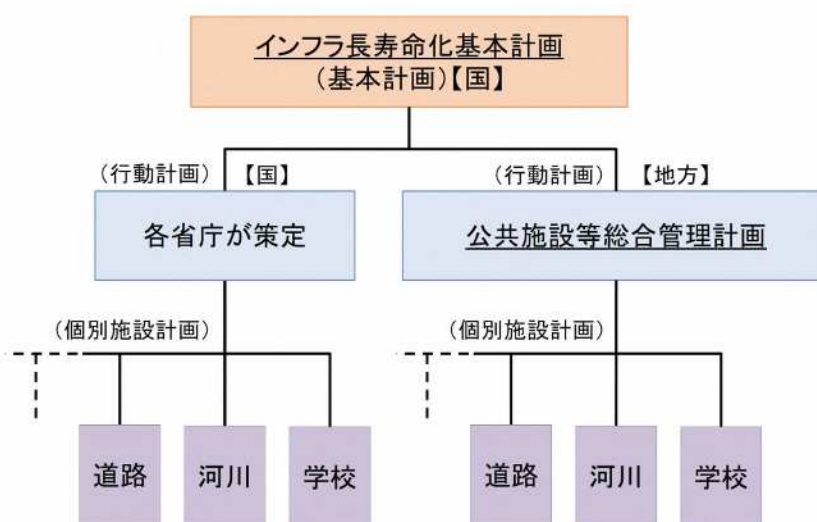 インフラ長寿命化基本計画
(基本計画)【国】
(行動計画) 【国】
(行動計画) 【地方】
各省庁が策定
公共施設等総合管理計画
(個別施設計画)
(個別施設計画)
道路 河川 学校
道路 河川 学校